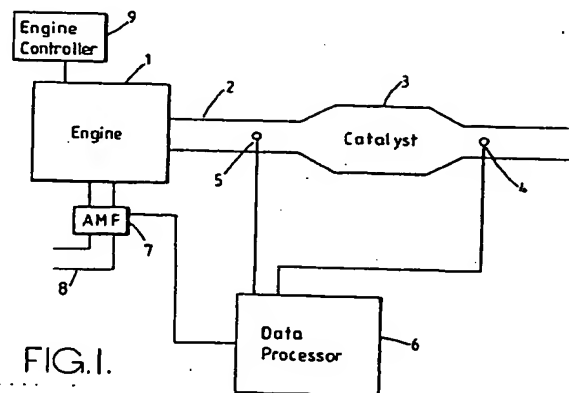 Engine
Controller
9
1
2
3
Engine
Catalyst
5
4
AMF
7
8
Data
Processor
6
FIG.1.